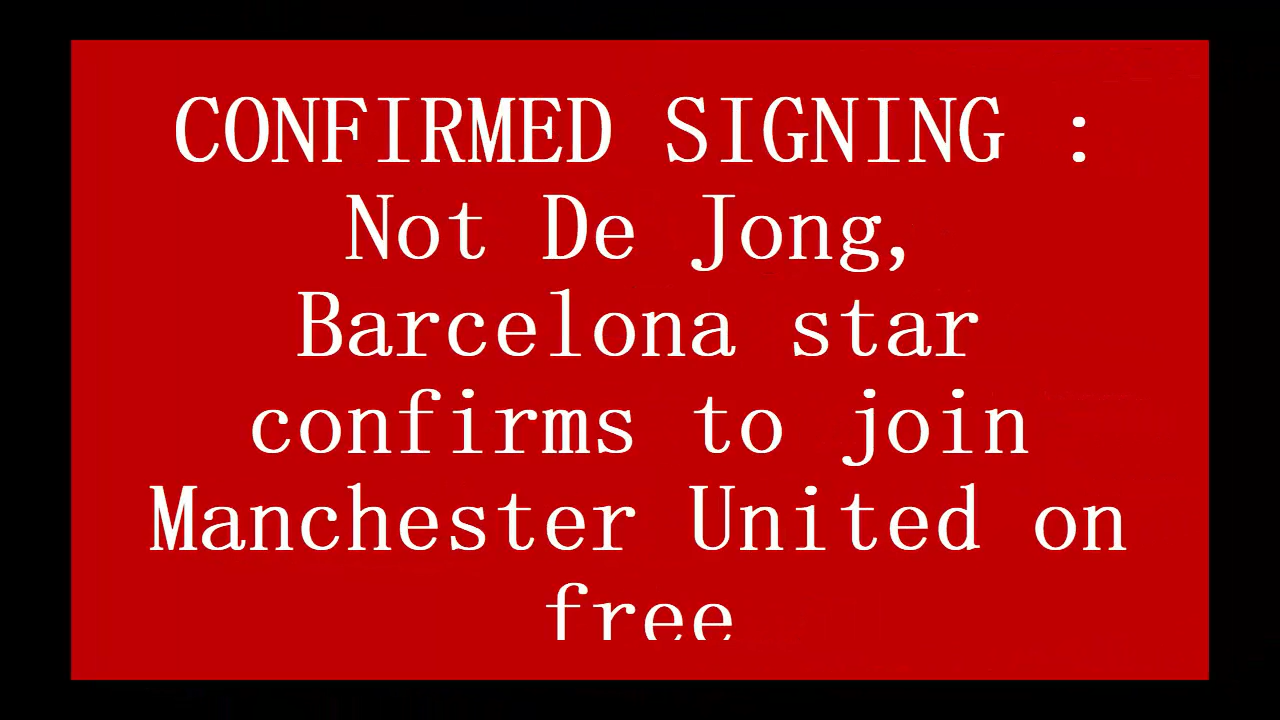 CONFIRMED SIGNING :
Not De Jong,
Barcelona star
confirms to join
Manchester United on
free